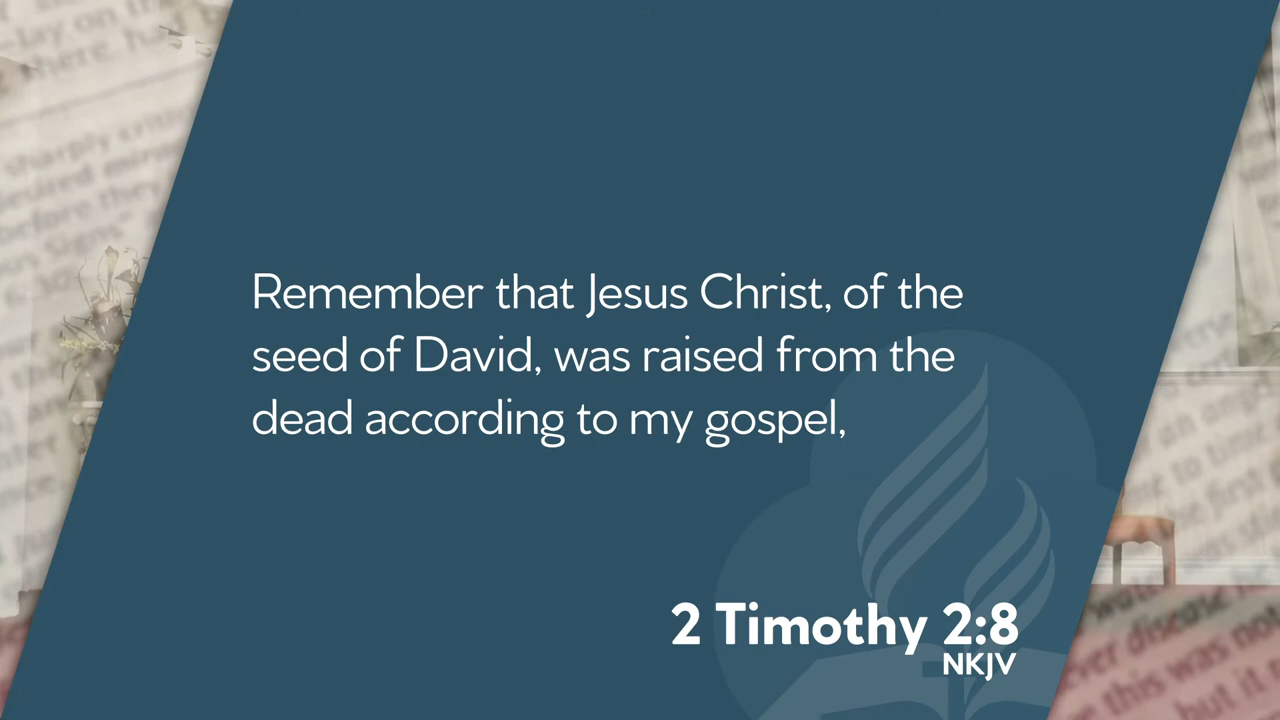 Remember that Jesus Christ, of the
seed of David, was raised from the
dead according to my gospel,
2 Timothy 2:8
NKJV